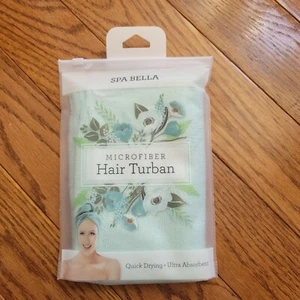 SPA BELLA
MICROFIBER
Hair Turban
Quick Drying • Ultra Absorbent